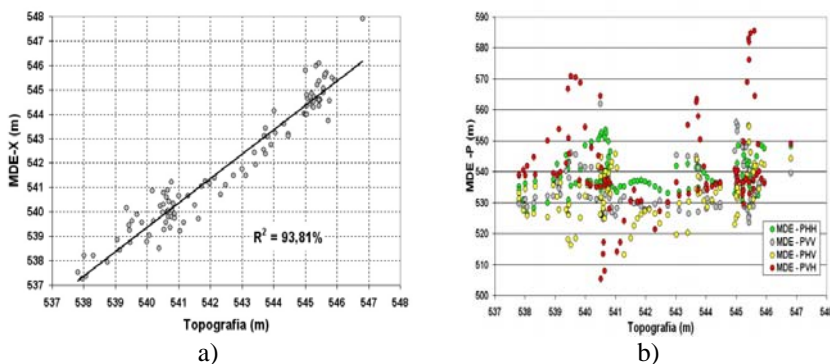 548
547
546
545
544
543
542
541
540
539
538
537
MDE-X (m)
R² = 93,81%
537 538 539 540 541 542 543 544 545 546 547 548
Topografia (m)
a)
590
580
570
560
550
540
530
520
510
500
MDE -P (m)
MDE - PHH
MDE - PVV
MDE - PHV
MDE - PVH
537 538 539 540 541 542 543 544 545 546 547 548
Topografia (m)
b)